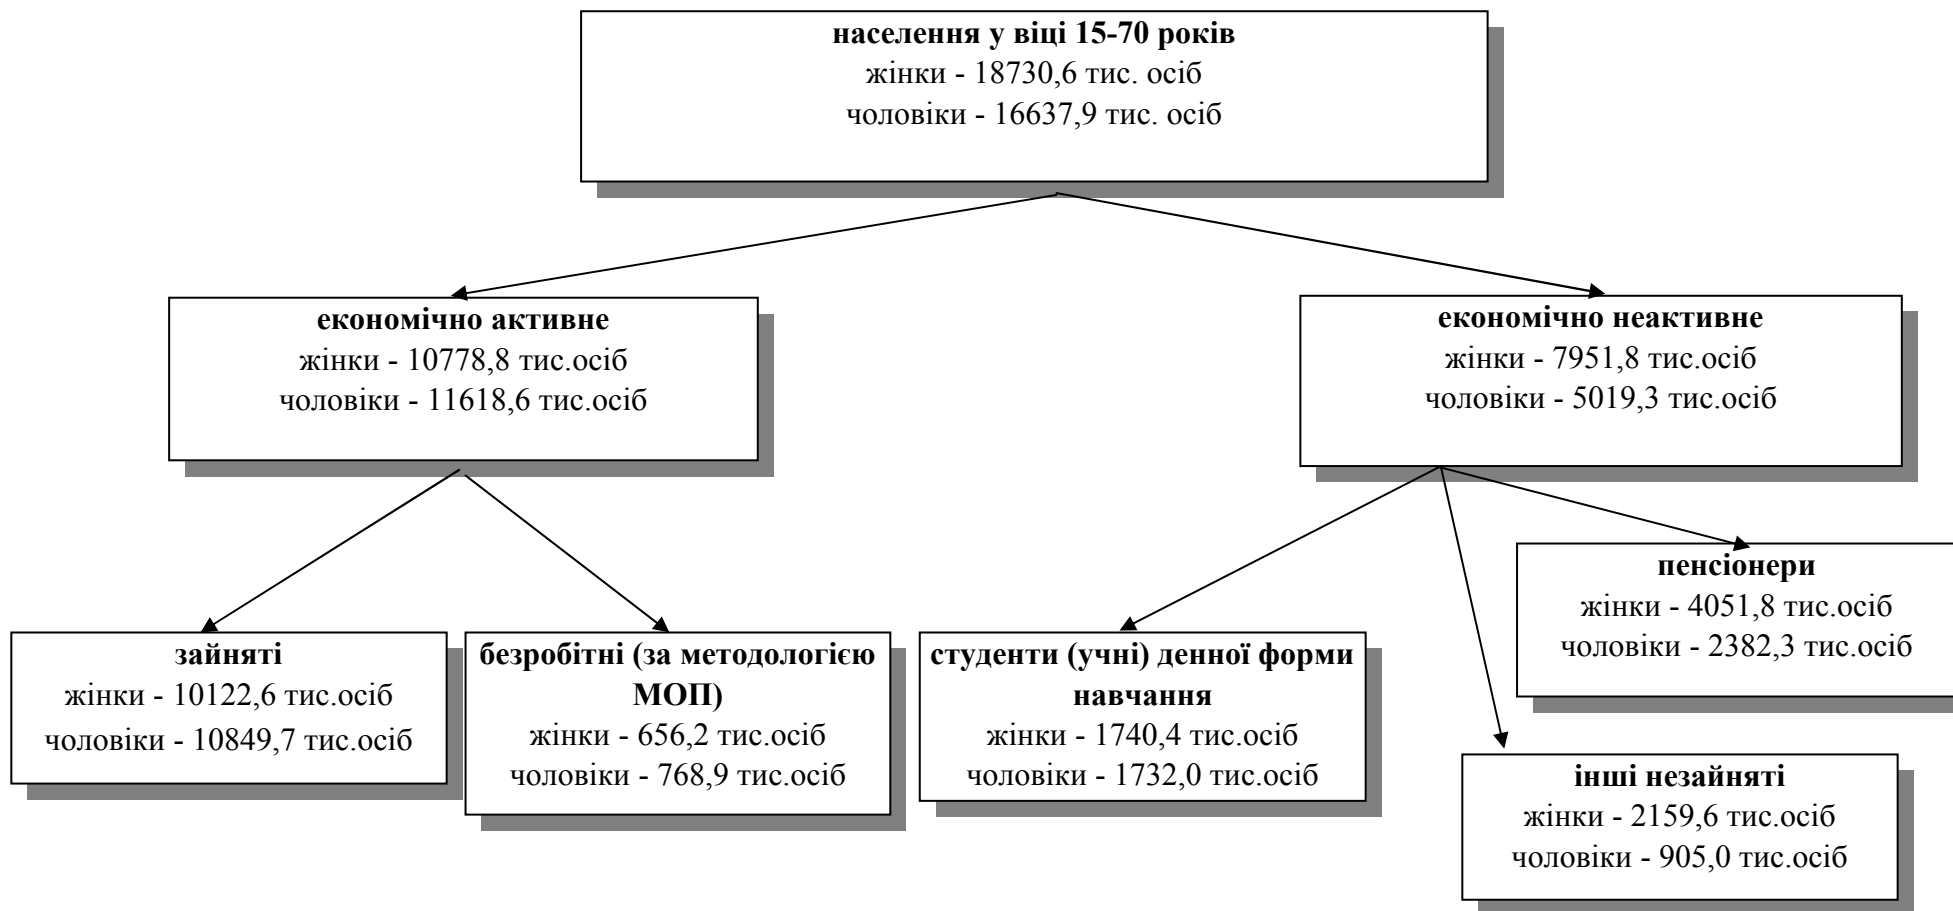 населення у віці 15-70 років
жінки - 18730,6 тис. осіб
чоловіки - 16637,9 тис. осіб
економічно активне
жінки - 10778,8 тис.осіб
чоловіки - 11618,6 тис.осіб
економічно неактивне
жінки - 7951,8 тис.осіб
чоловіки - 5019,3 тис.осіб
зайняті
жінки - 10122,6 тис.осіб
чоловіки - 10849,7 тис.осіб
безробітні (за методологією
МОП)
жінки - 656,2 тис.осіб
чоловіки - 768,9 тис.осіб
студенти (учні) денної форми
навчання
жінки - 1740,4 тис.осіб
чоловіки - 1732,0 тис.осіб
пенсіонери
жінки - 4051,8 тис.осіб
чоловіки - 2382,3 тис.осіб
інші незайняті
жінки - 2159,6 тис.осіб
чоловіки - 905,0 тис.осіб